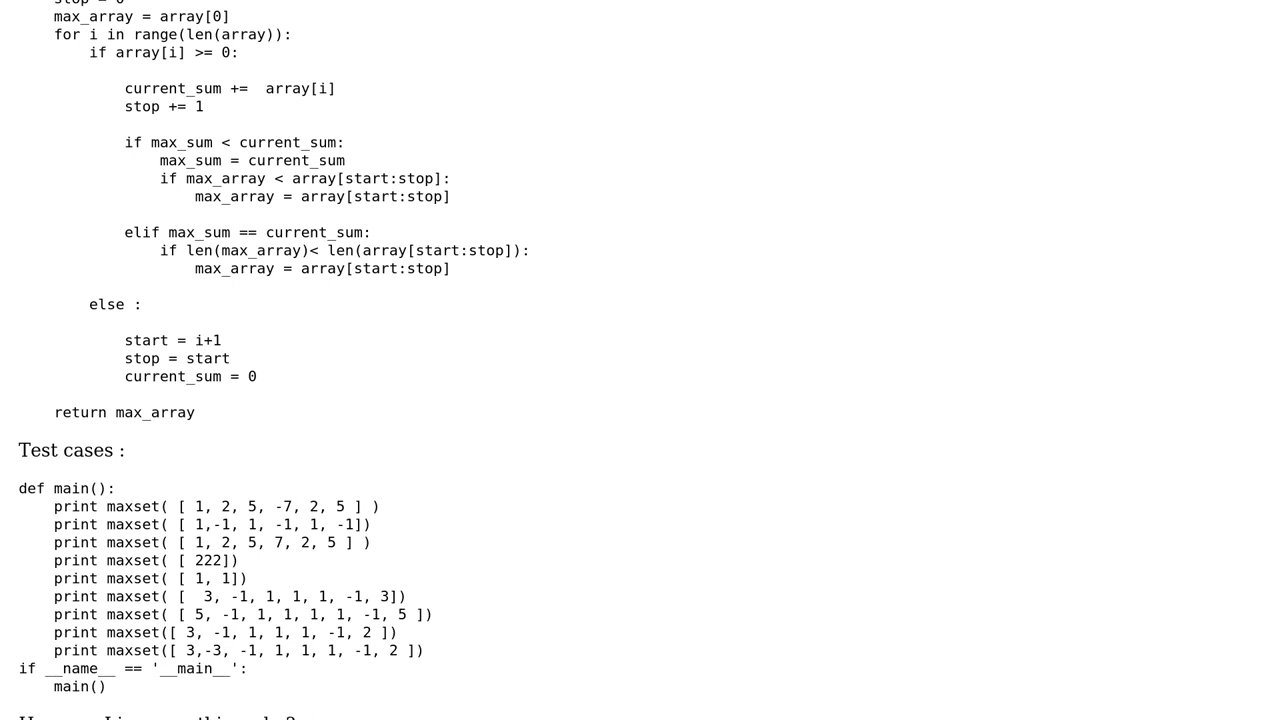 stop = 0
max_array = array[0]
for i in range(len(array)):
if array[i] >= 0:
current_sum +=  array[i]
stop += 1
if max_sum < current_sum:
max_sum = current_sum
if max_array < array[start:stop]:
max_array = array[start:stop]
elif max_sum == current_sum:
if len(max_array)< len(array[start:stop]):
max_array = array[start:stop]
else :
start = i+1
stop = start
current_sum = 0
return max_array
Test cases :
def main():
print maxset( [ 1, 2, 5, -7, 2, 5 ] )
print maxset( [ 1,-1, 1, -1, 1, -1])
print maxset( [ 1, 2, 5, 7, 2, 5 ] )
print maxset( [ 222])
print maxset( [ 1, 1])
print maxset( [  3, -1, 1, 1, 1, -1, 3])
print maxset( [ 5, -1, 1, 1, 1, 1, -1, 5 ])
print maxset([ 3, -1, 1, 1, 1, -1, 2 ])
print maxset([ 3,-3, -1, 1, 1, 1, -1, 2 ])
if __name__ == '__main__':
main()